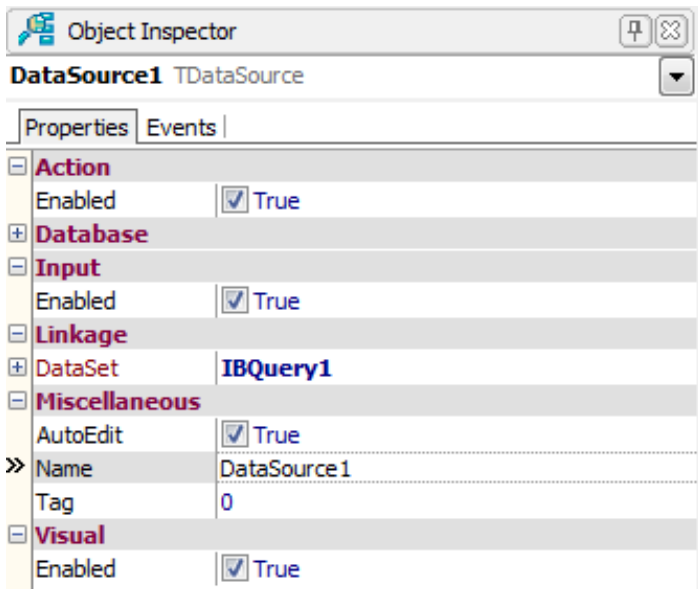 Object Inspector
DataSource1 TDataSource
Properties Events
Action
Enabled True
Database
Input
Enabled True
Linkage
DataSet IBQuery1
Miscellaneous
AutoEdit True
Name DataSource1
Tag 0
Visual
Enabled True